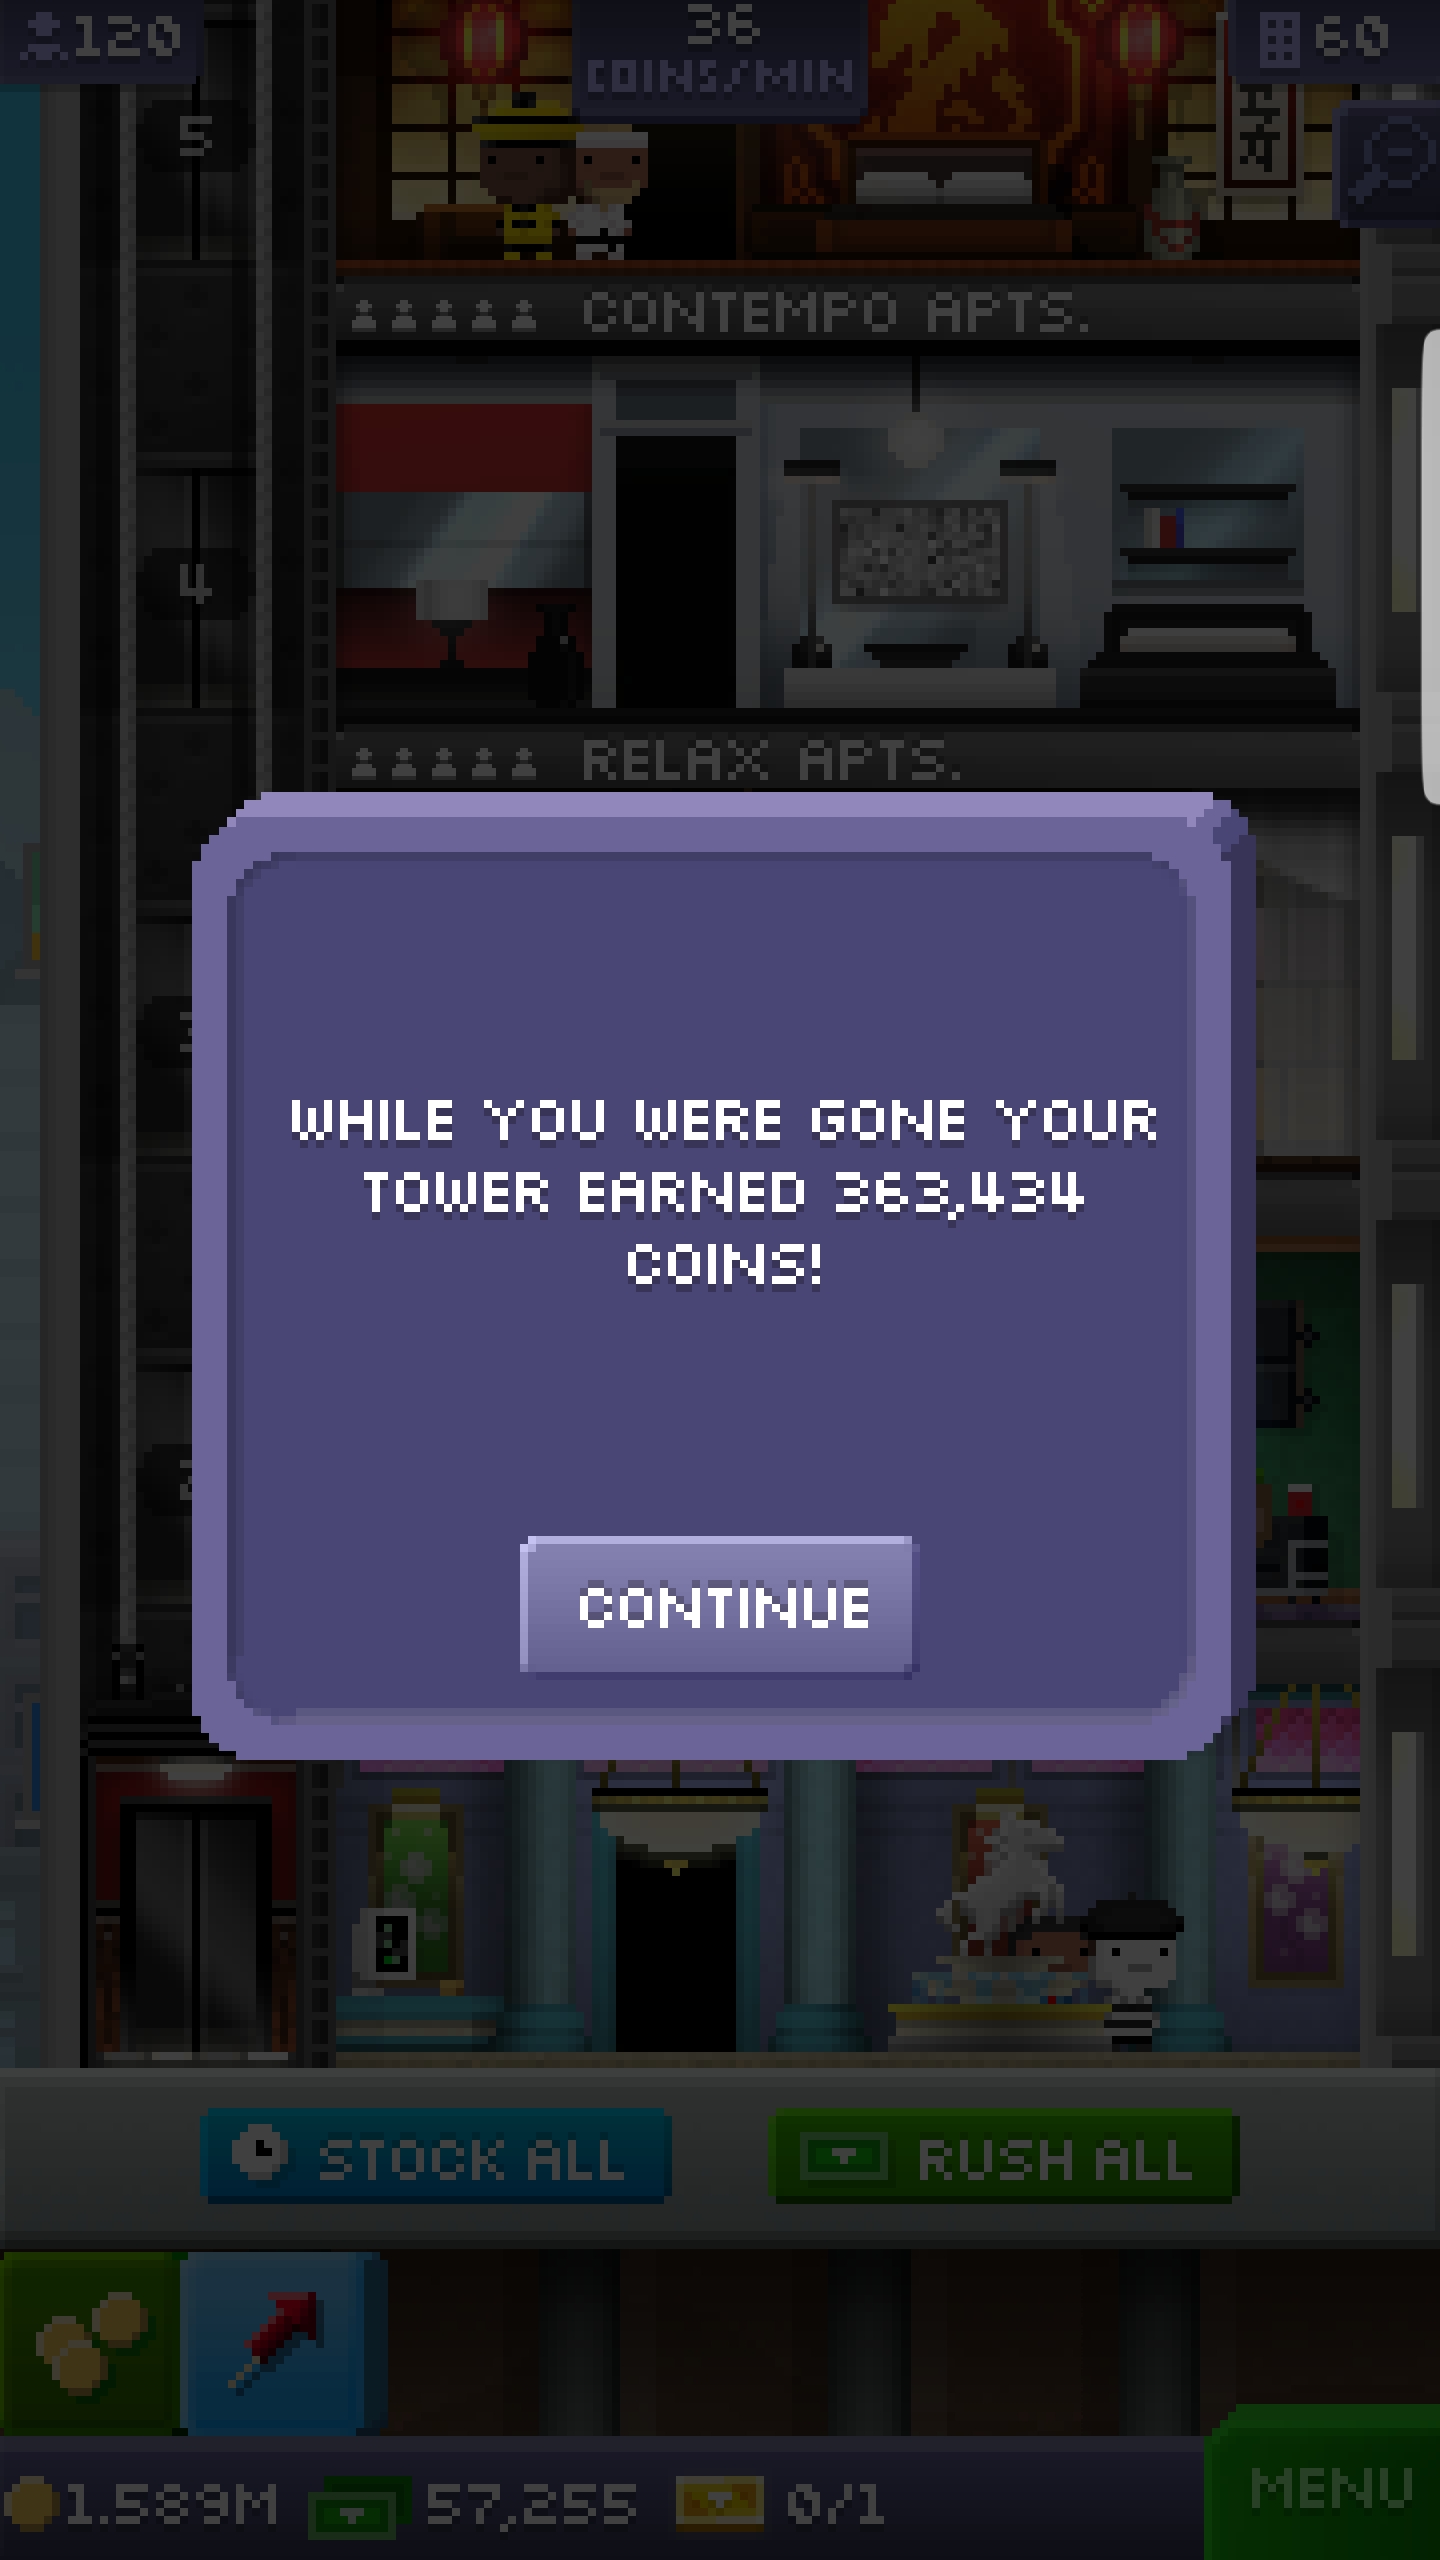 120
36
COINS/MIN
60
5
CONTEMPO APTS.
4
RELAX APTS.
WHILE YOU WERE GONE YOUR
TOWER EARNED 363,434
COINS!
CONTINUE
STOCK ALL
RUSH ALL
1.589M
57,255
0/1
MENU